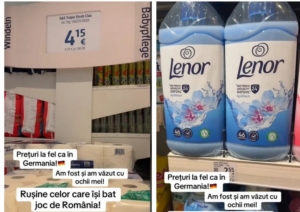 Windeln
4,15
€
Babypflege
Prețuri la fel ca în
Germania!🇩🇪
Am fost și am văzut cu
ochii mei!
Rușine celor care își bat
joc de România!
Lenor
Lenor
46
46
Prețuri la fel ca în
Germania!🇩🇪
Am fost și am văzut cu
ochii mei!